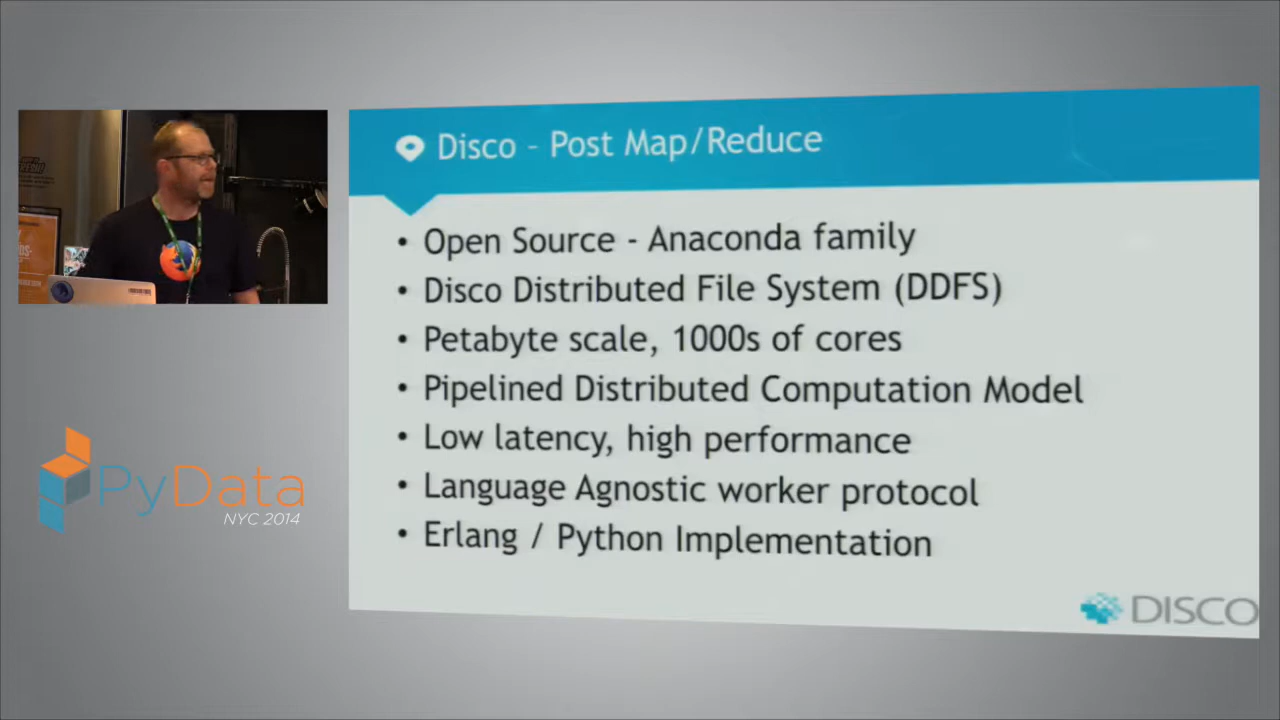 Disco - Post Map/Reduce
• Open Source - Anaconda family
• Disco Distributed File System (DDFS)
• Petabyte scale, 1000s of cores
• Pipelined Distributed Computation Model
• Low latency, high performance
• Language Agnostic worker protocol
• Erlang / Python Implementation
DISCO
PyData
NYC 2014